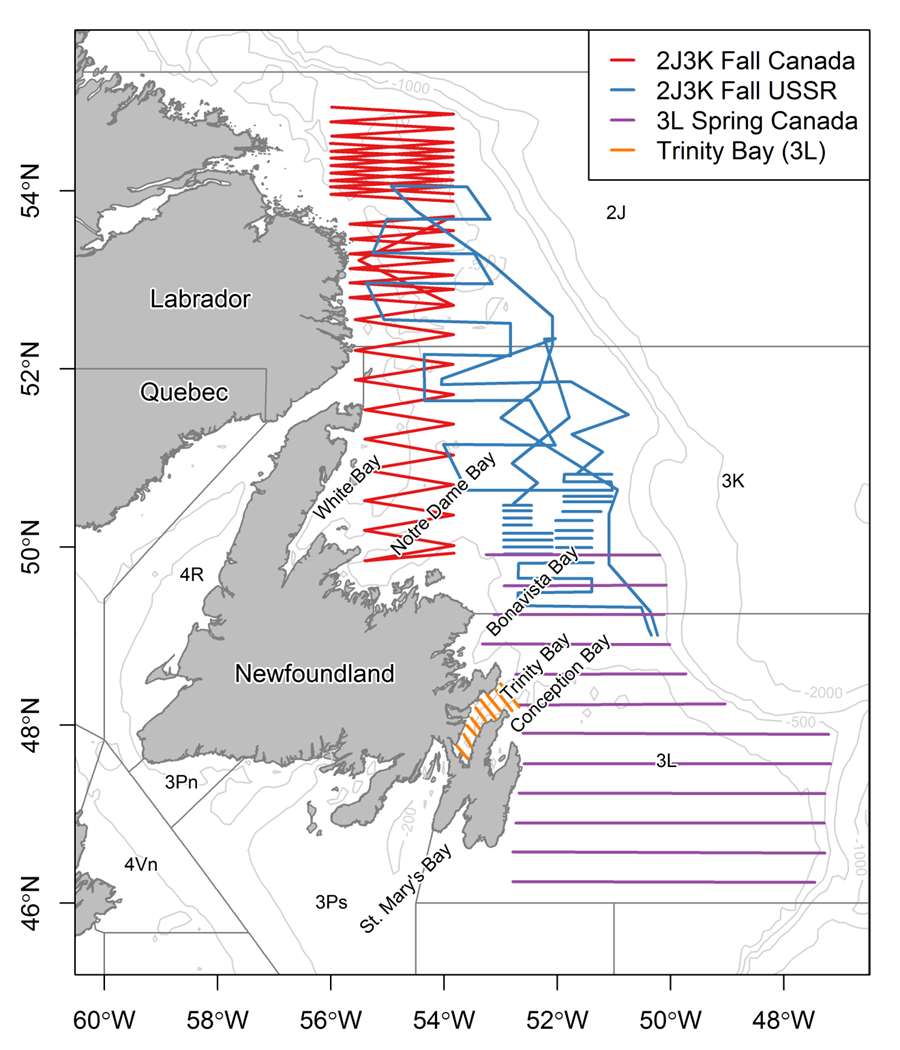 2J3K Fall Canada
2J3K Fall USSR
3L Spring Canada
Trinity Bay (3L)
-1000
54°N
2J
-500
Labrador
52°N
Quebec
White Bay
Notre Dame Bay
3K
50°N
4R
Bonavista Bay
Newfoundland
Trinity Bay
Conception Bay
-2000
-500
48°N
3L
3Pn
-200
-1000
4Vn
St. Mary's Bay
3Ps
46°N
60°W 58°W 56°W 54°W 52°W 50°W 48°W